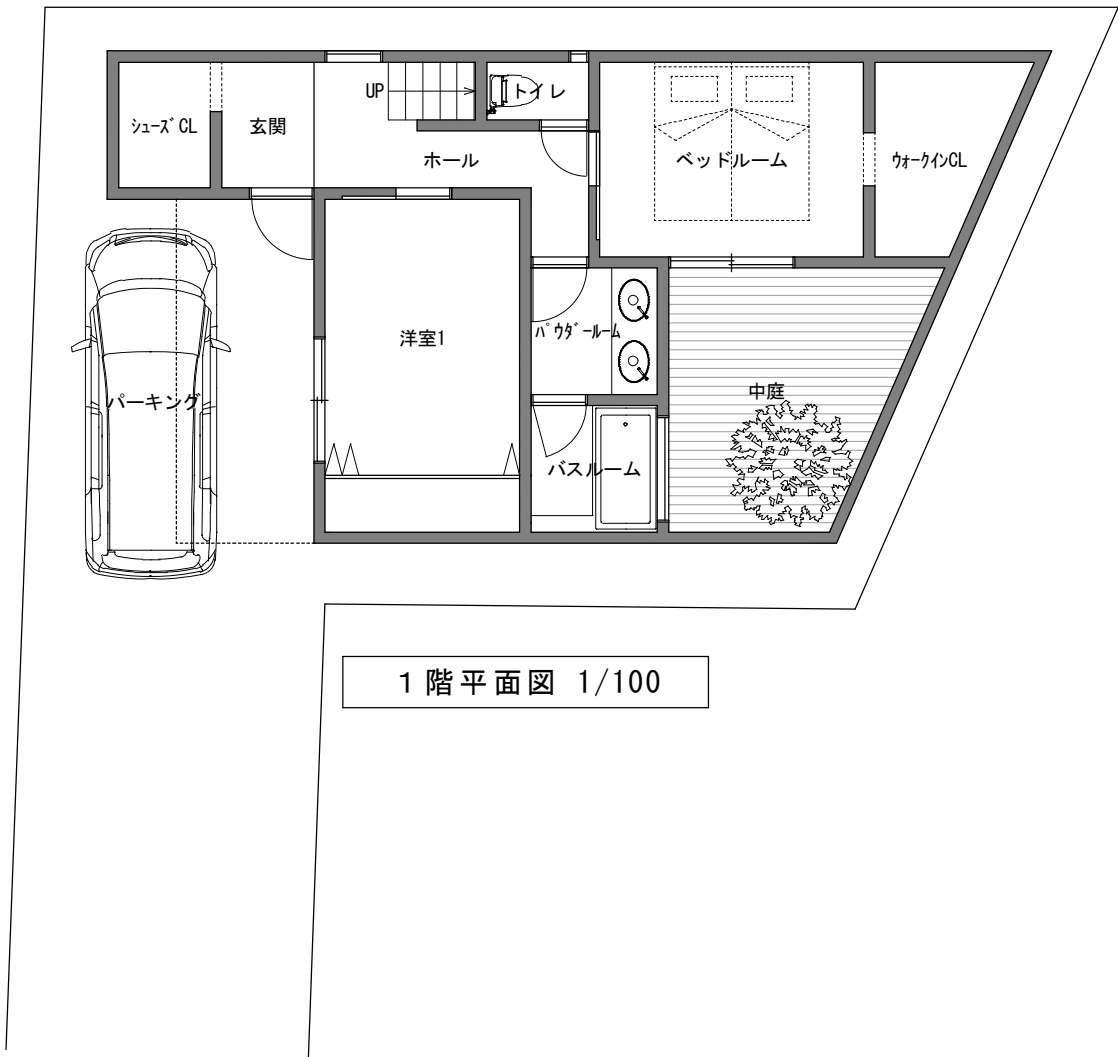 UP
トイレ
シューズCL
玄関
ホール
ベッドルーム
ウォークインCL
洋室1
パウダールーム
パーキング
中庭
バスルーム
1階平面図 1/100